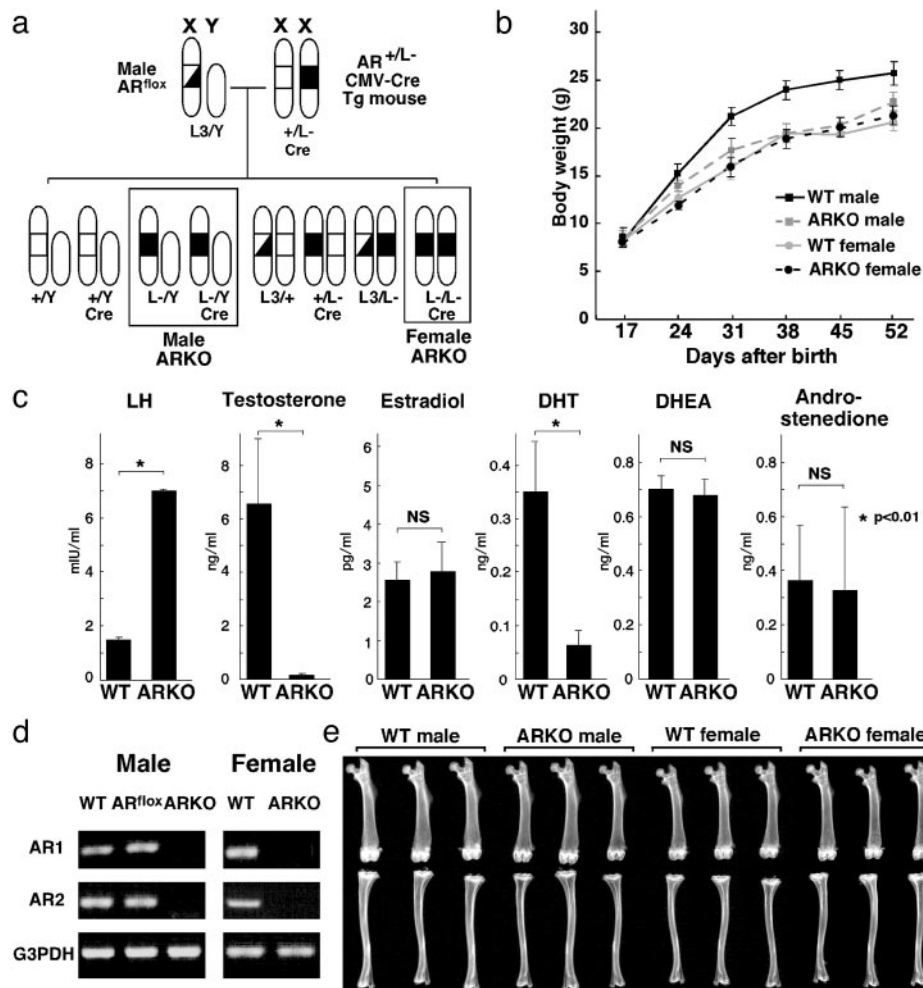 a
X Y
X X
Male
ARflox
AR+/L-
CMV-Cre
Tg mouse
L3/Y
+/L-
Cre
+/Y
+/Y
Cre
L-/Y
L-/Y
Cre
L3/+
+/L-
Cre
L3/L-
L-/L-
Cre
Male
ARKO
Female
ARKO
b
Body weight (g)
30
25
20
15
10
5
0
17 24 31 38 45 52
Days after birth
WT male
ARKO male
WT female
ARKO female
c
LH
mIU/ml
8
6
4
2
0
*
WT ARKO
Testosterone
ng/ml
8
6
4
2
0
*
WT ARKO
Estradiol
pg/ml
6
5
4
3
2
1
0
NS
WT ARKO
DHT
ng/ml
0.4
0.3
0.2
0.1
0
*
WT ARKO
DHEA
ng/ml
0.8
0.6
0.4
0.2
0
NS
WT ARKO
Andro-
stenedione
ng/ml
0.8
0.6
0.4
0.2
0
NS
* p<0.01
WT ARKO
d
Male Female
WT ARflox ARKO WT ARKO
AR1
AR2
G3PDH
e
WT male ARKO male WT female ARKO female